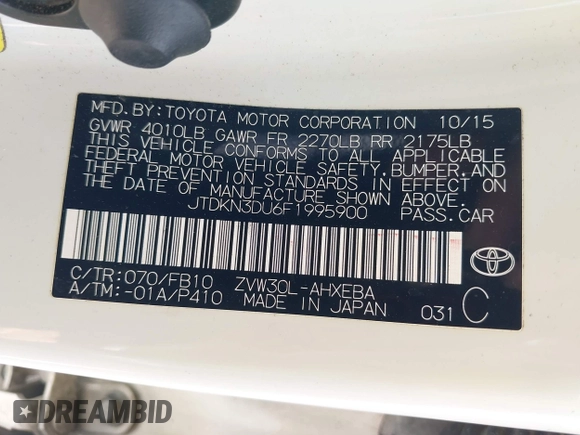 MFD.BY:TOYOTA MOTOR CORPORATION 10/15
GVWR 4010LB GAWR FR 2270LB RR 2175LB
THIS VEHICLE CONFORMS TO ALL APPLICABLE
FEDERAL MOTOR VEHICLE SAFETY,BUMPER,AND
THEFT PREVENTION STANDARDS IN EFFECT ON
THE DATE OF MANUFACTURE SHOWN ABOVE.
JTDKN3DU6F1995900 PASS.CAR
C/TR:070/FB10 ZVW30L-AHXEBA
A/TM:-01A/P410 MADE IN JAPAN 031 C
DREAMBID